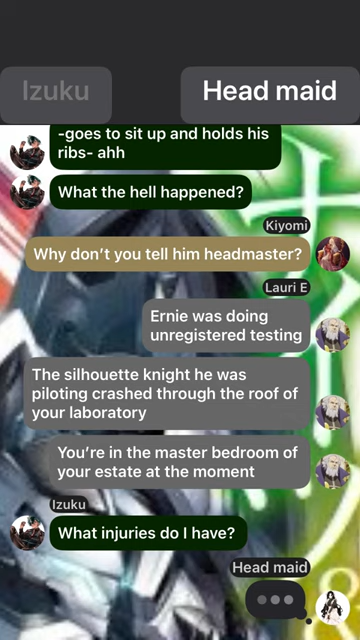 Izuku
Head maid
-goes to sit up and holds his
ribs- ahh
What the hell happened?
Kiyomi
Why don’t you tell him headmaster?
Lauri E
Ernie was doing
unregistered testing
The silhouette knight he was
piloting crashed through the roof of
your laboratory
You’re in the master bedroom of
your estate at the moment
Izuku
What injuries do I have?
Head maid